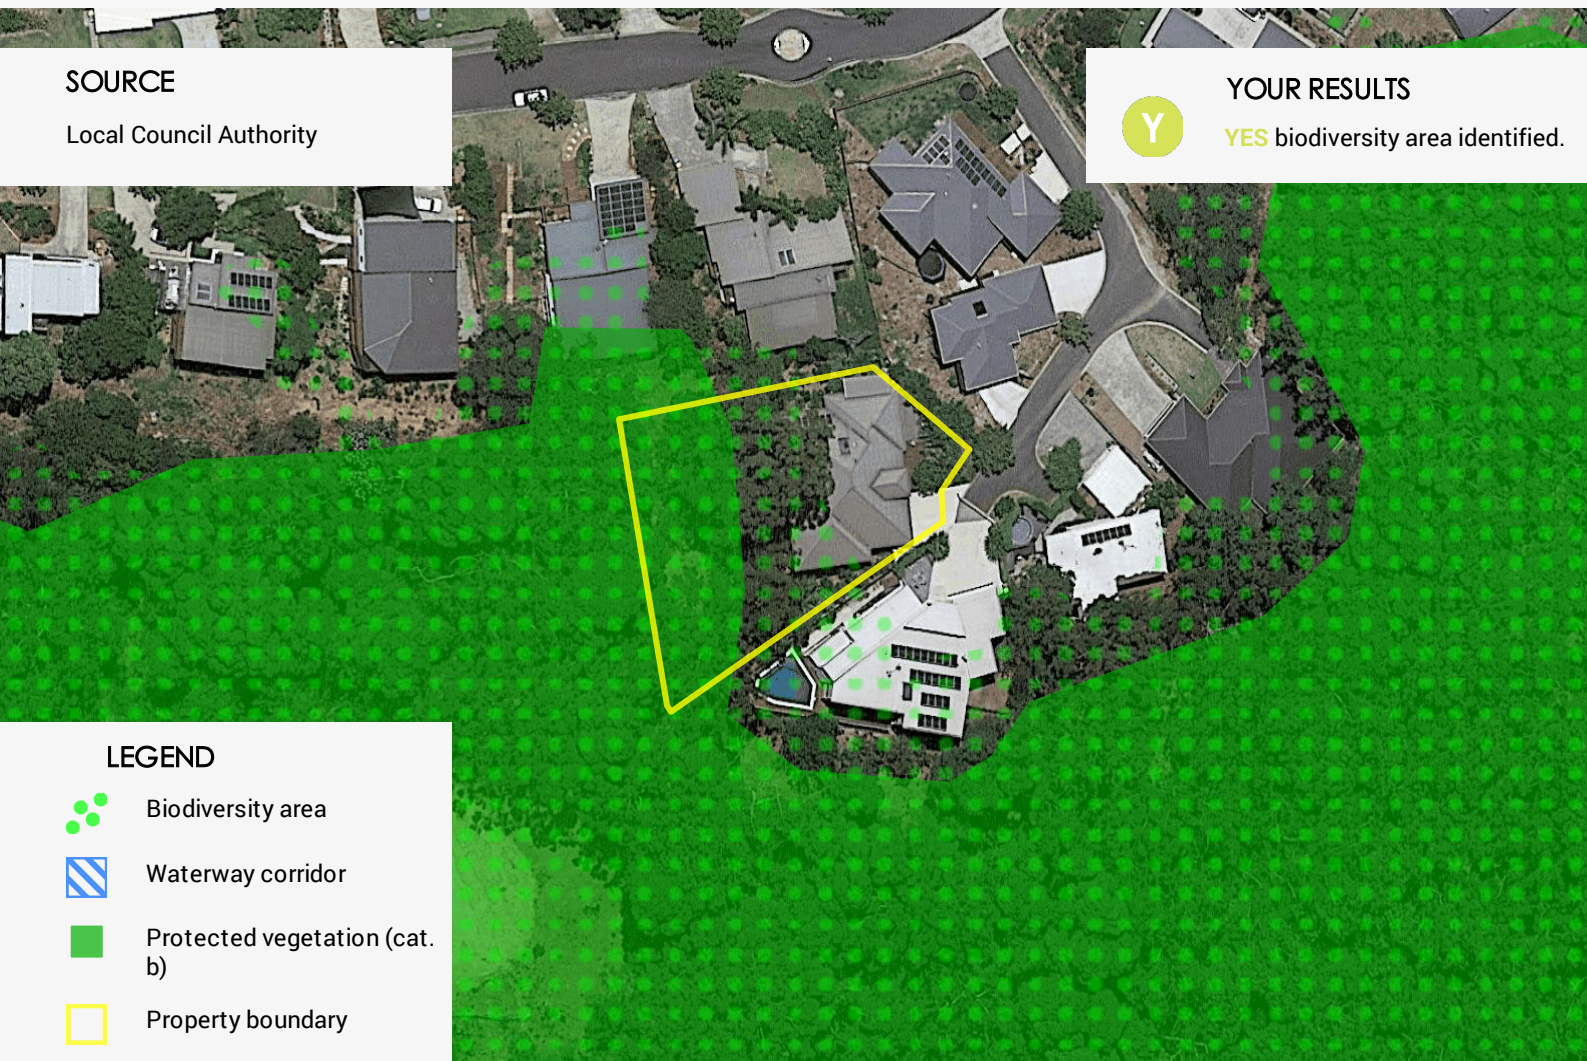 SOURCE
Local Council Authority
YOUR RESULTS
Y
YES biodiversity area identified.
LEGEND
Biodiversity area
Waterway corridor
Protected vegetation (cat.
b)
Property boundary